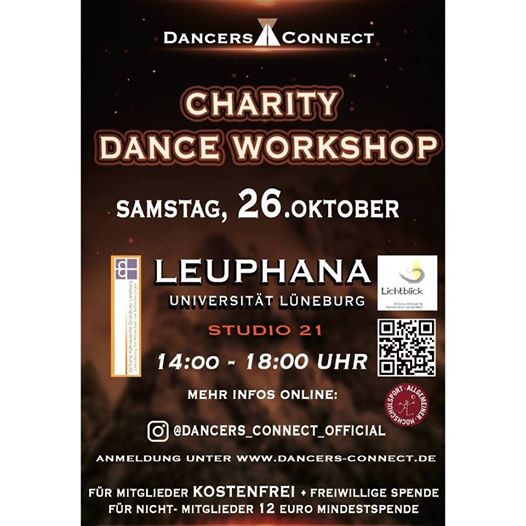 DANCERS CONNECT
CHARITY
DANCE WORKSHOP
SAMSTAG, 26.OKTOBER
LEUPHANA
UNIVERSITÄT LÜNEBURG
STUDIO 21
14:00 - 18:00 UHR
Lichtblick
MEHR INFOS ONLINE:
ALLGEMEINER HOCHSCHULSPORT
@DANCERS_CONNECT_OFFICIAL
ANMELDUNG UNTER WWW.DANCERS-CONNECT.DE
FÜR MITGLIEDER KOSTENFREI + FREIWILLIGE SPENDE
FÜR NICHT- MITGLIEDER 12 EURO MINDESTSPENDE